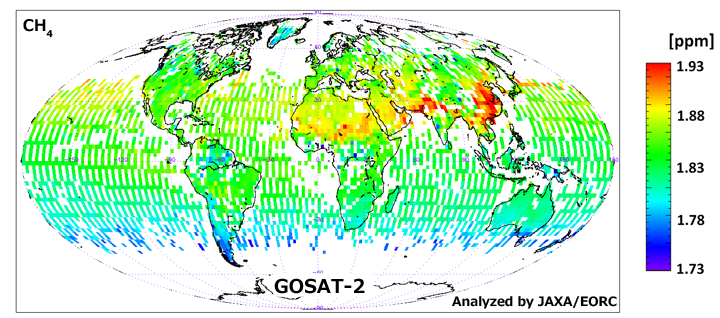 CH4
[ppm]
1.93
1.88
1.83
1.78
1.73
GOSAT-2
Analyzed by JAXA/EORC